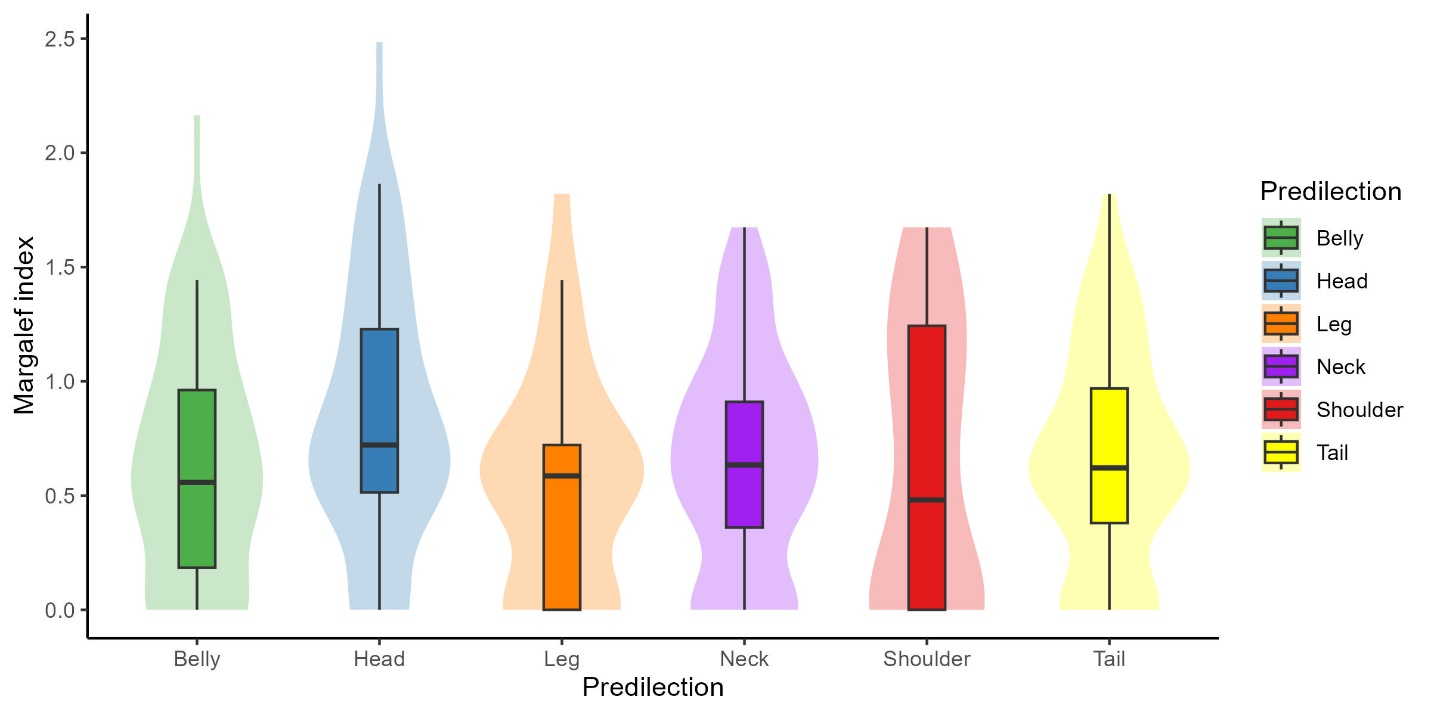 Margalef index
2.5
2.0
1.5
1.0
0.5
0.0
Belly Head Leg Neck Shoulder Tail
Predilection
Predilection
Belly
Head
Leg
Neck
Shoulder
Tail